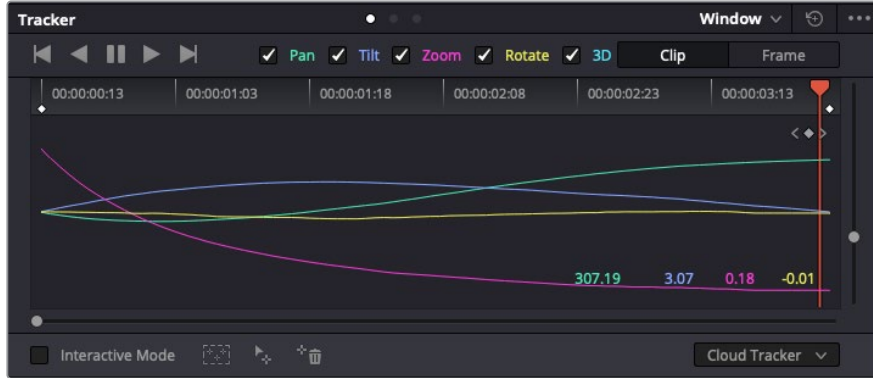 Tracker Window
Pan Tilt Zoom Rotate 3D Clip Frame
00:00:00:13 00:00:01:03 00:00:01:18 00:00:02:08 00:00:02:23 00:00:03:13
307.19 3.07 0.18 -0.01
Interactive Mode Cloud Tracker